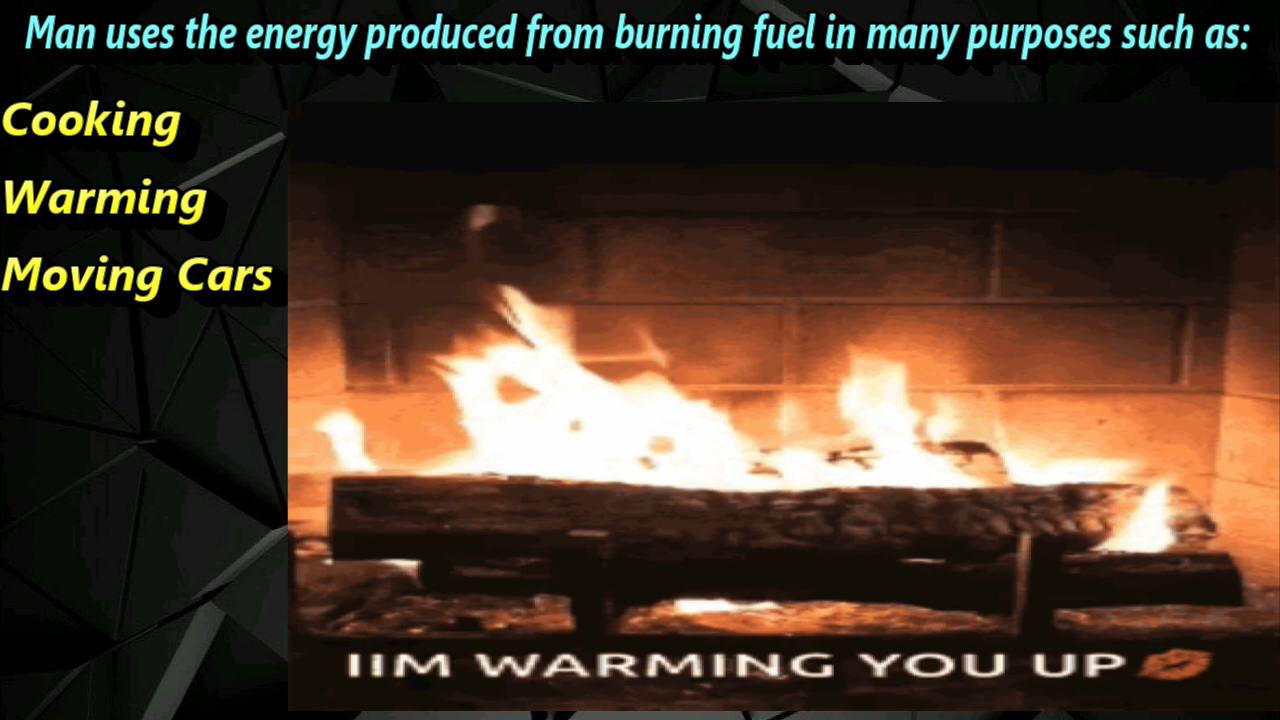 Man uses the energy produced from burning fuel in many purposes such as:
Cooking
Warming
Moving Cars
IIM WARMING YOU UP